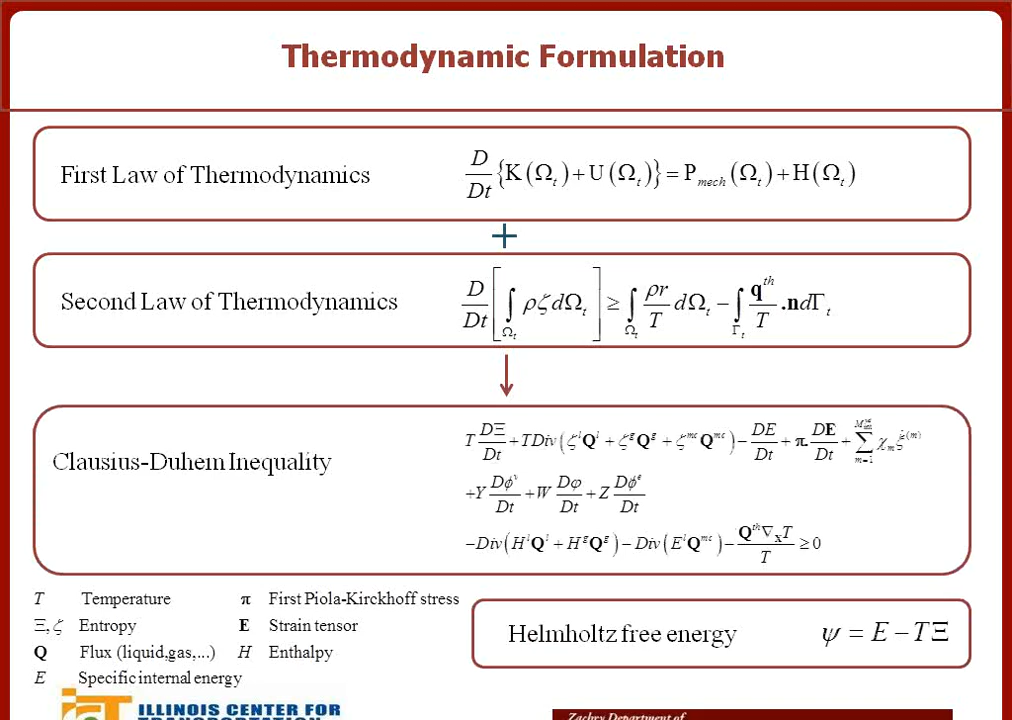 Thermodynamic Formulation
First Law of Thermodynamics D/Dt {K(Ω_t) + U(Ω_t)} = P_mech(Ω_t) + H(Ω_t)
+
Second Law of Thermodynamics D/Dt [∫_Ω_t ρζdΩ_t] ≥ ∫_Ω_t ρr/T dΩ_t − ∫_Γ_t q^th/T .n dΓ_t
Clausius-Duhem Inequality
T DΞ/Dt + TDiv(ζ^l Q^l + ζ^g Q^g + ζ^mc Q^mc) − DE/Dt + π. DE/Dt + ∑_{m=1} χ_m ξ̇^(m)
+Y Dϕ^v/Dt + W Dφ/Dt + Z Dϕ^e/Dt
−Div(H^l Q^l + H^g Q^g) − Div(E^l Q^mc) − Q^th ∇_X T/T ≥ 0
T Temperature π First Piola-Kirckhoff stress
Ξ, ζ Entropy E Strain tensor
Q Flux (liquid,gas,...) H Enthalpy
E Specific internal energy
Helmholtz free energy ψ = E − TΞ
ILLINOIS CENTER FOR
TRANSPORTATION
Zachry Department of